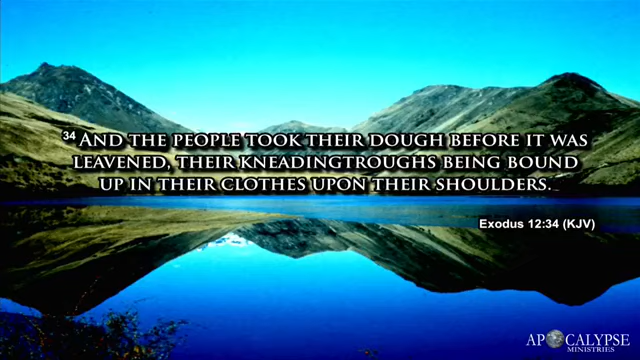 34 AND THE PEOPLE TOOK THEIR DOUGH BEFORE IT WAS
LEAVENED, THEIR KNEADINGTROUGHS BEING BOUND
UP IN THEIR CLOTHES UPON THEIR SHOULDERS.
Exodus 12:34 (KJV)
APOCALYPSE
MINISTRIES